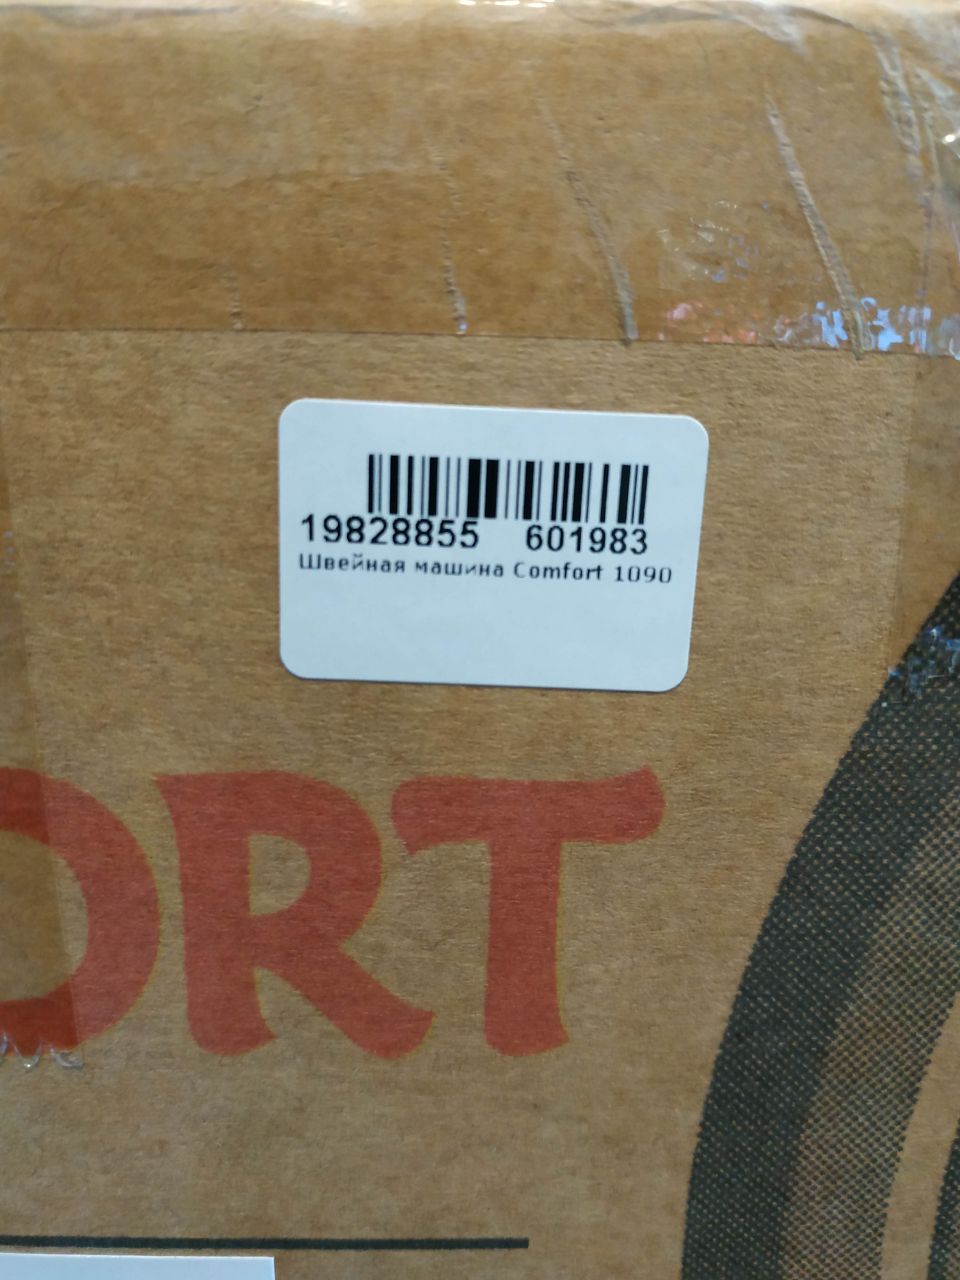 19828855 601983
Швейная машина Comfort 1090
ORT